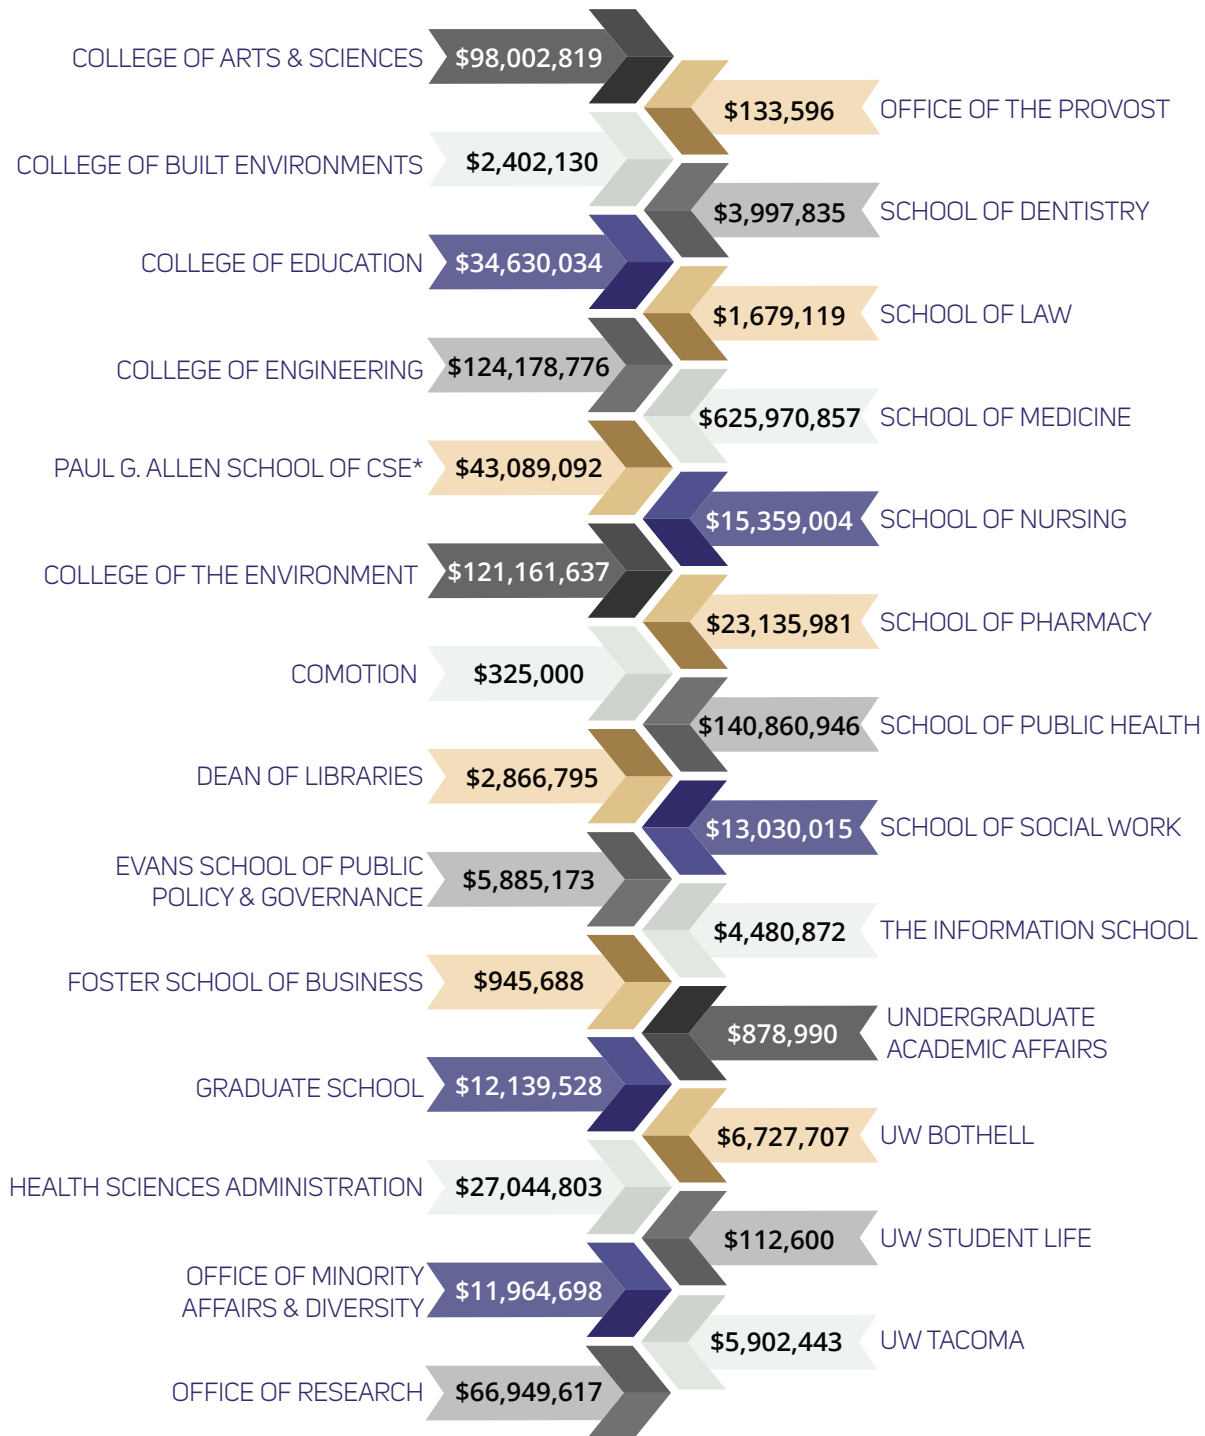 COLLEGE OF ARTS & SCIENCES $98,002,819
$133,596 OFFICE OF THE PROVOST
COLLEGE OF BUILT ENVIRONMENTS $2,402,130
$3,997,835 SCHOOL OF DENTISTRY
COLLEGE OF EDUCATION $34,630,034
$1,679,119 SCHOOL OF LAW
COLLEGE OF ENGINEERING $124,178,776
$625,970,857 SCHOOL OF MEDICINE
PAUL G. ALLEN SCHOOL OF CSE* $43,089,092
$15,359,004 SCHOOL OF NURSING
COLLEGE OF THE ENVIRONMENT $121,161,637
$23,135,981 SCHOOL OF PHARMACY
COMOTION $325,000
$140,860,946 SCHOOL OF PUBLIC HEALTH
DEAN OF LIBRARIES $2,866,795
$13,030,015 SCHOOL OF SOCIAL WORK
EVANS SCHOOL OF PUBLIC
POLICY & GOVERNANCE $5,885,173
$4,480,872 THE INFORMATION SCHOOL
FOSTER SCHOOL OF BUSINESS $945,688
$878,990 UNDERGRADUATE
ACADEMIC AFFAIRS
GRADUATE SCHOOL $12,139,528
$6,727,707 UW BOTHELL
HEALTH SCIENCES ADMINISTRATION $27,044,803
$112,600 UW STUDENT LIFE
OFFICE OF MINORITY
AFFAIRS & DIVERSITY $11,964,698
$5,902,443 UW TACOMA
OFFICE OF RESEARCH $66,949,617